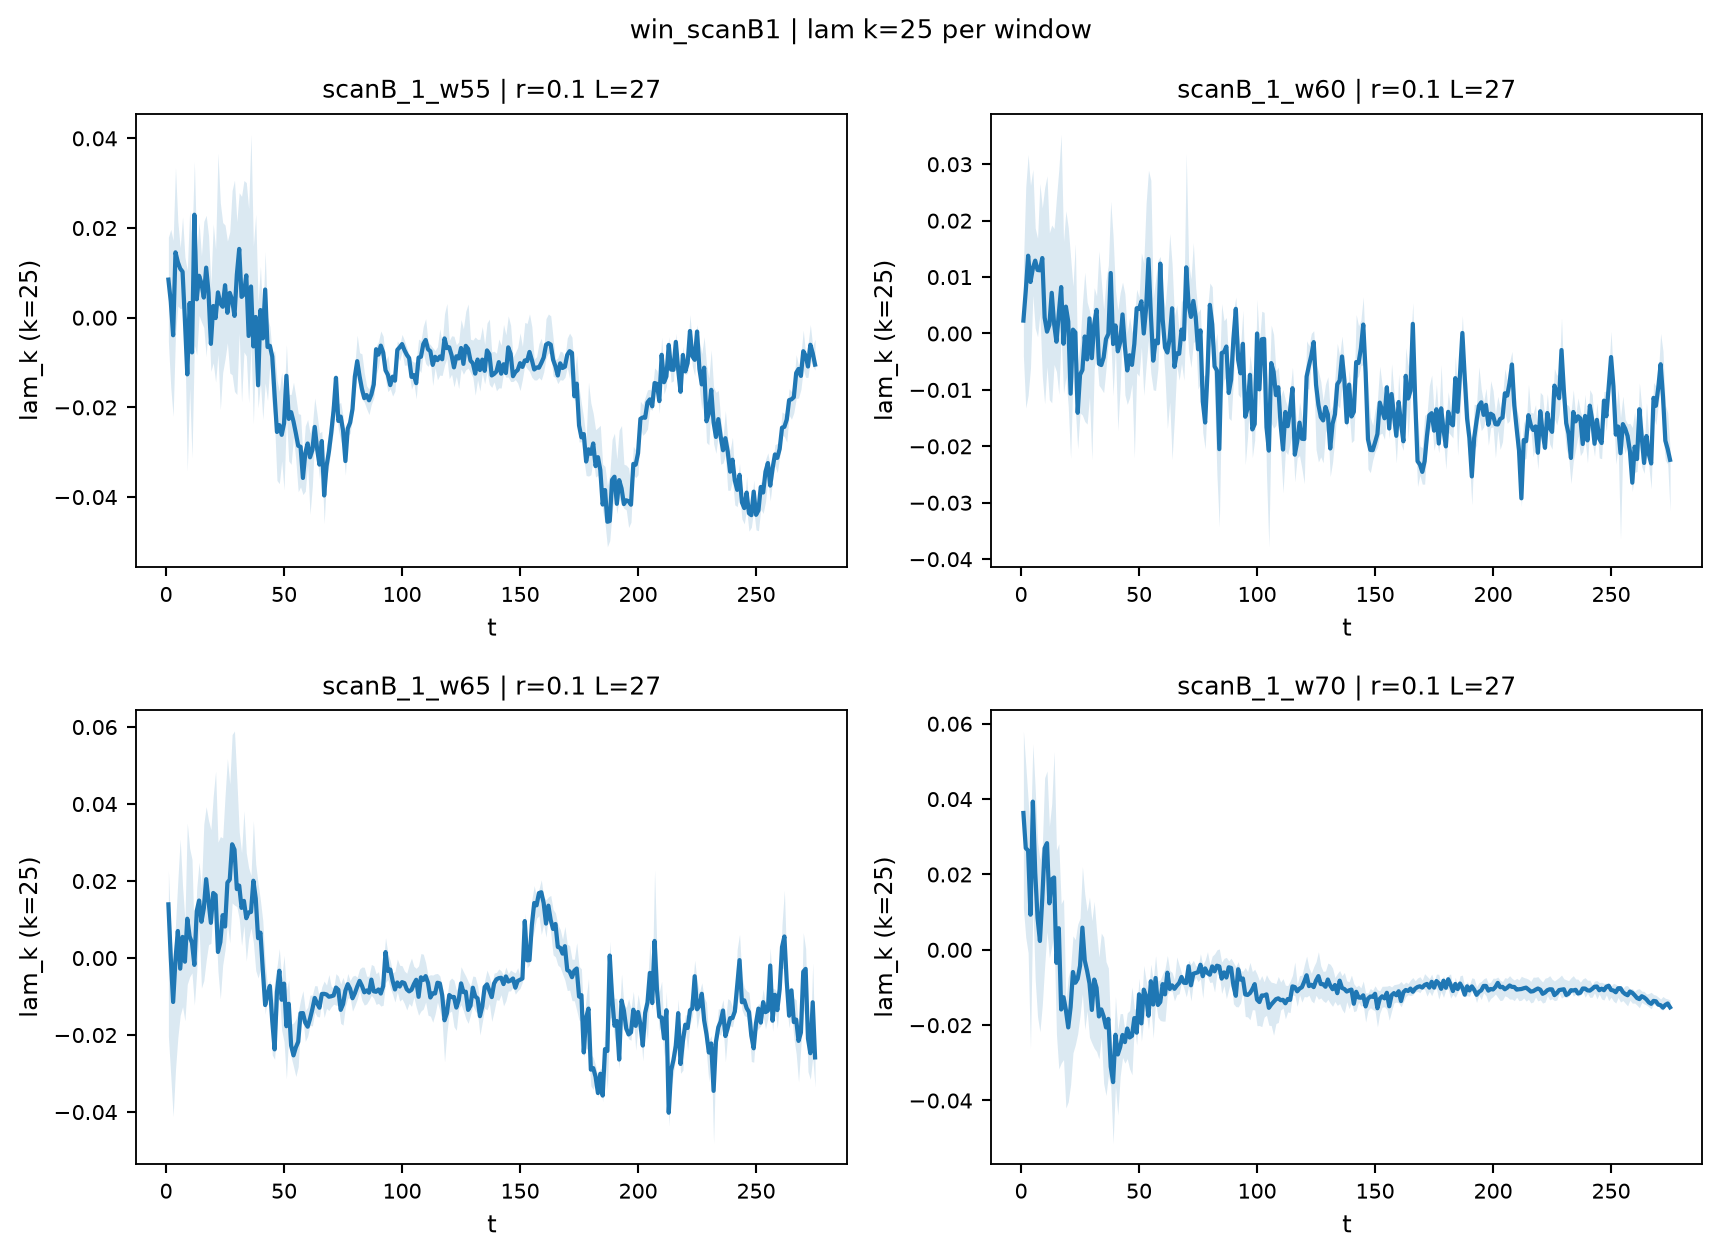 win_scanB1 | lam k=25 per window
scanB_1_w55 | r=0.1 L=27
lam_k (k=25)
0.04
0.02
0.00
−0.02
−0.04
0 50 100 150 200 250
t
scanB_1_w60 | r=0.1 L=27
lam_k (k=25)
0.03
0.02
0.01
0.00
−0.01
−0.02
−0.03
−0.04
0 50 100 150 200 250
t
scanB_1_w65 | r=0.1 L=27
lam_k (k=25)
0.06
0.04
0.02
0.00
−0.02
−0.04
0 50 100 150 200 250
t
scanB_1_w70 | r=0.1 L=27
lam_k (k=25)
0.06
0.04
0.02
0.00
−0.02
−0.04
0 50 100 150 200 250
t